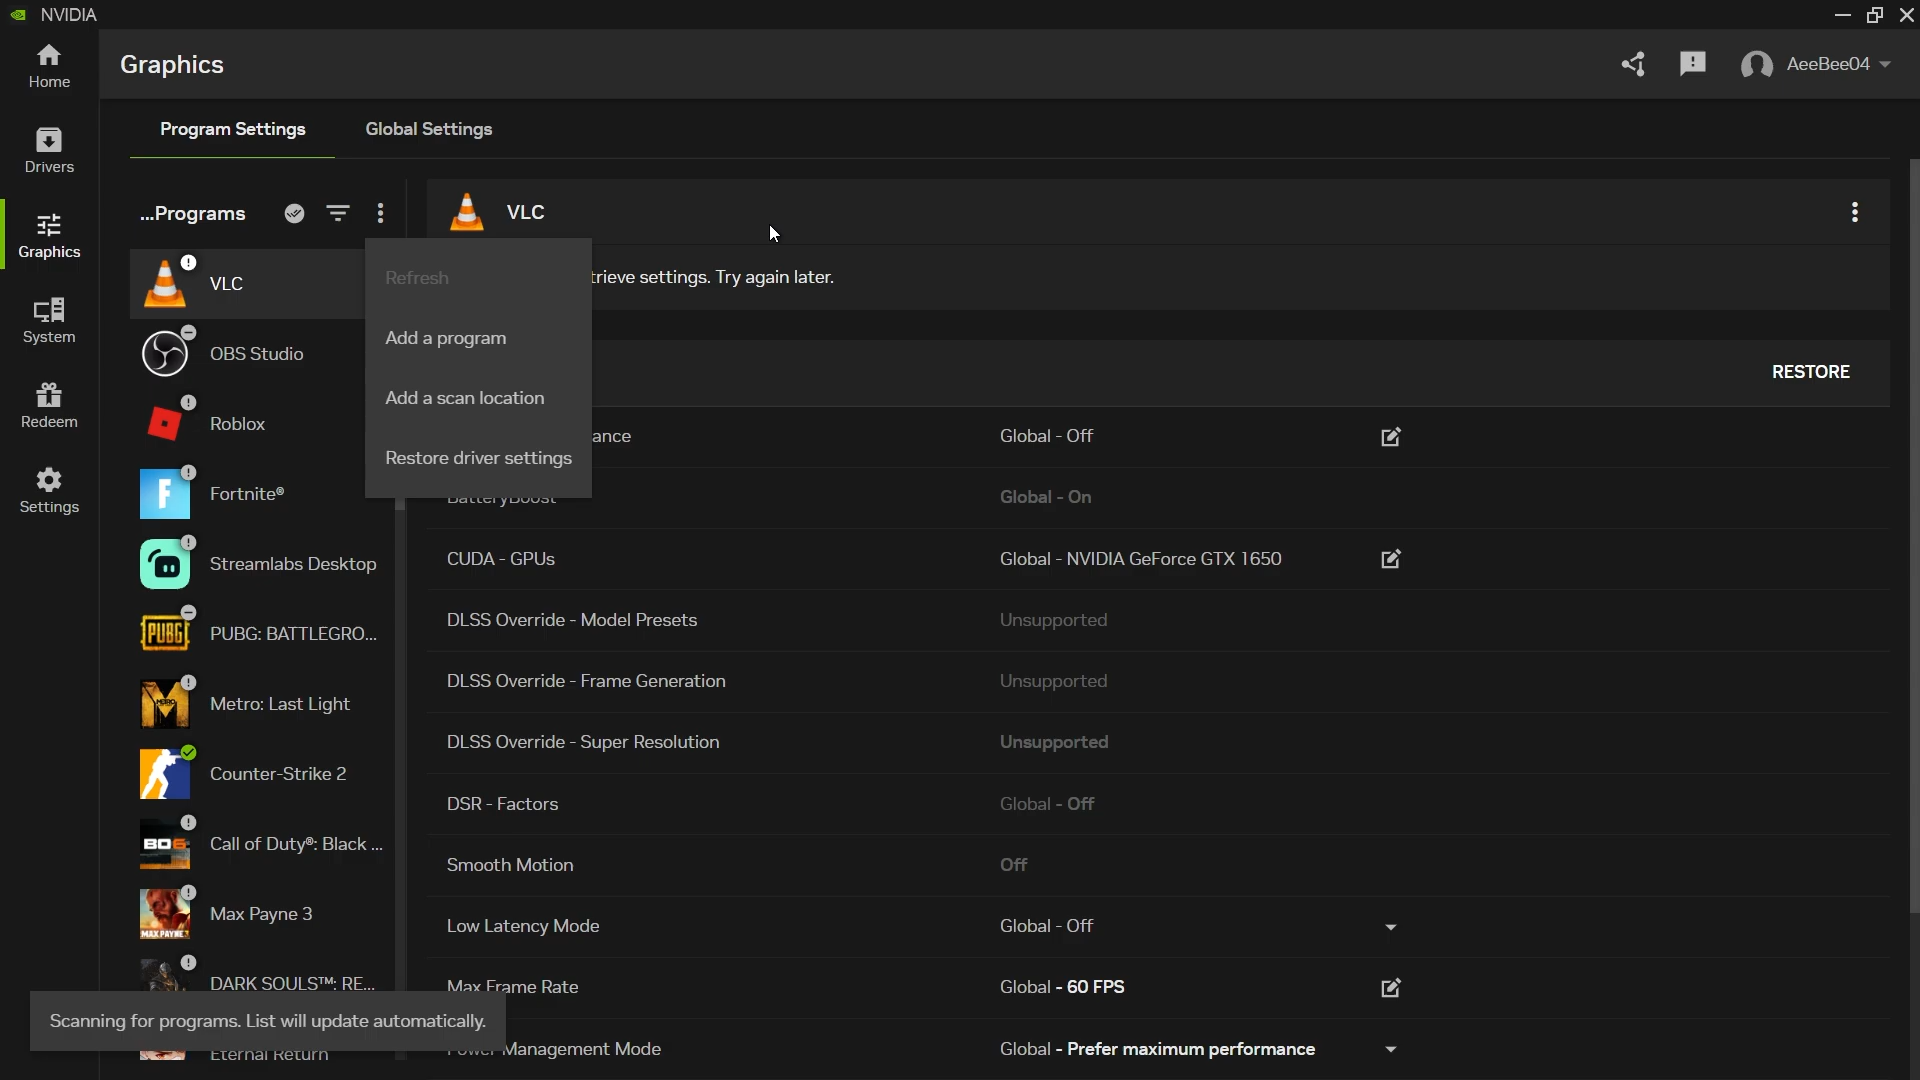 NVIDIA
Home
Drivers
Graphics
System
Redeem
Settings
Graphics
AeeBee04
Program Settings
Global Settings
...Programs
VLC
OBS Studio
Roblox
Fortnite®
Streamlabs Desktop
PUBG: BATTLEGRO...
Metro: Last Light
Counter-Strike 2
Call of Duty®: Black ...
Max Payne 3
DARK SOULS™: RE...
Eternal Return
Refresh
Add a program
Add a scan location
Restore driver settings
VLC
trieve settings. Try again later.
RESTORE
ance Global - Off
BatteryBoost Global - On
CUDA - GPUs Global - NVIDIA GeForce GTX 1650
DLSS Override - Model Presets Unsupported
DLSS Override - Frame Generation Unsupported
DLSS Override - Super Resolution Unsupported
DSR - Factors Global - Off
Smooth Motion Off
Low Latency Mode Global - Off
Max Frame Rate Global - 60 FPS
Power Management Mode Global - Prefer maximum performance
Scanning for programs. List will update automatically.